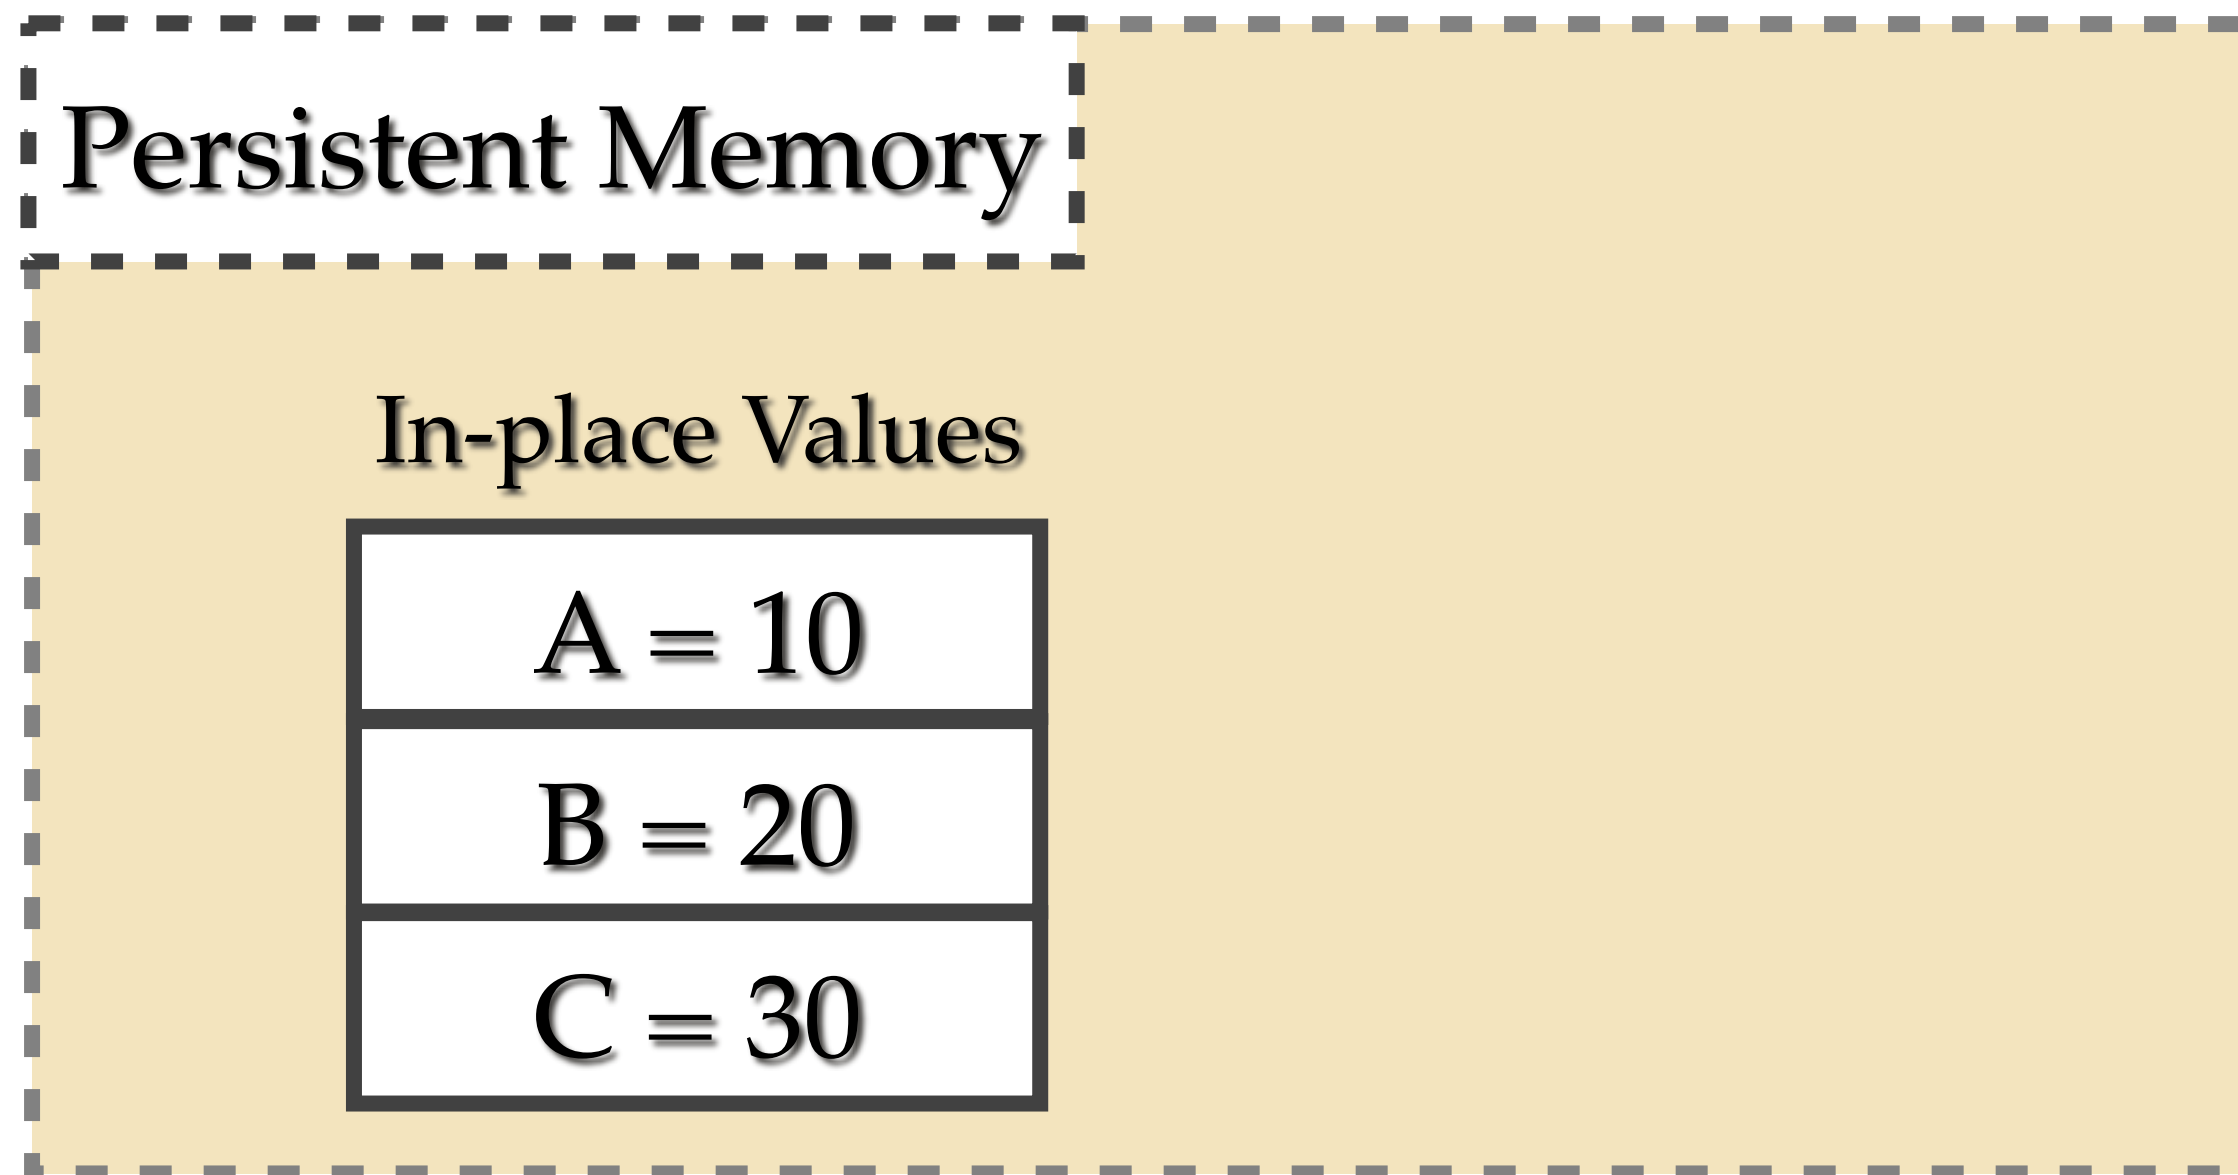 Persistent Memory
In-place Values
A = 10
B = 20
C = 30